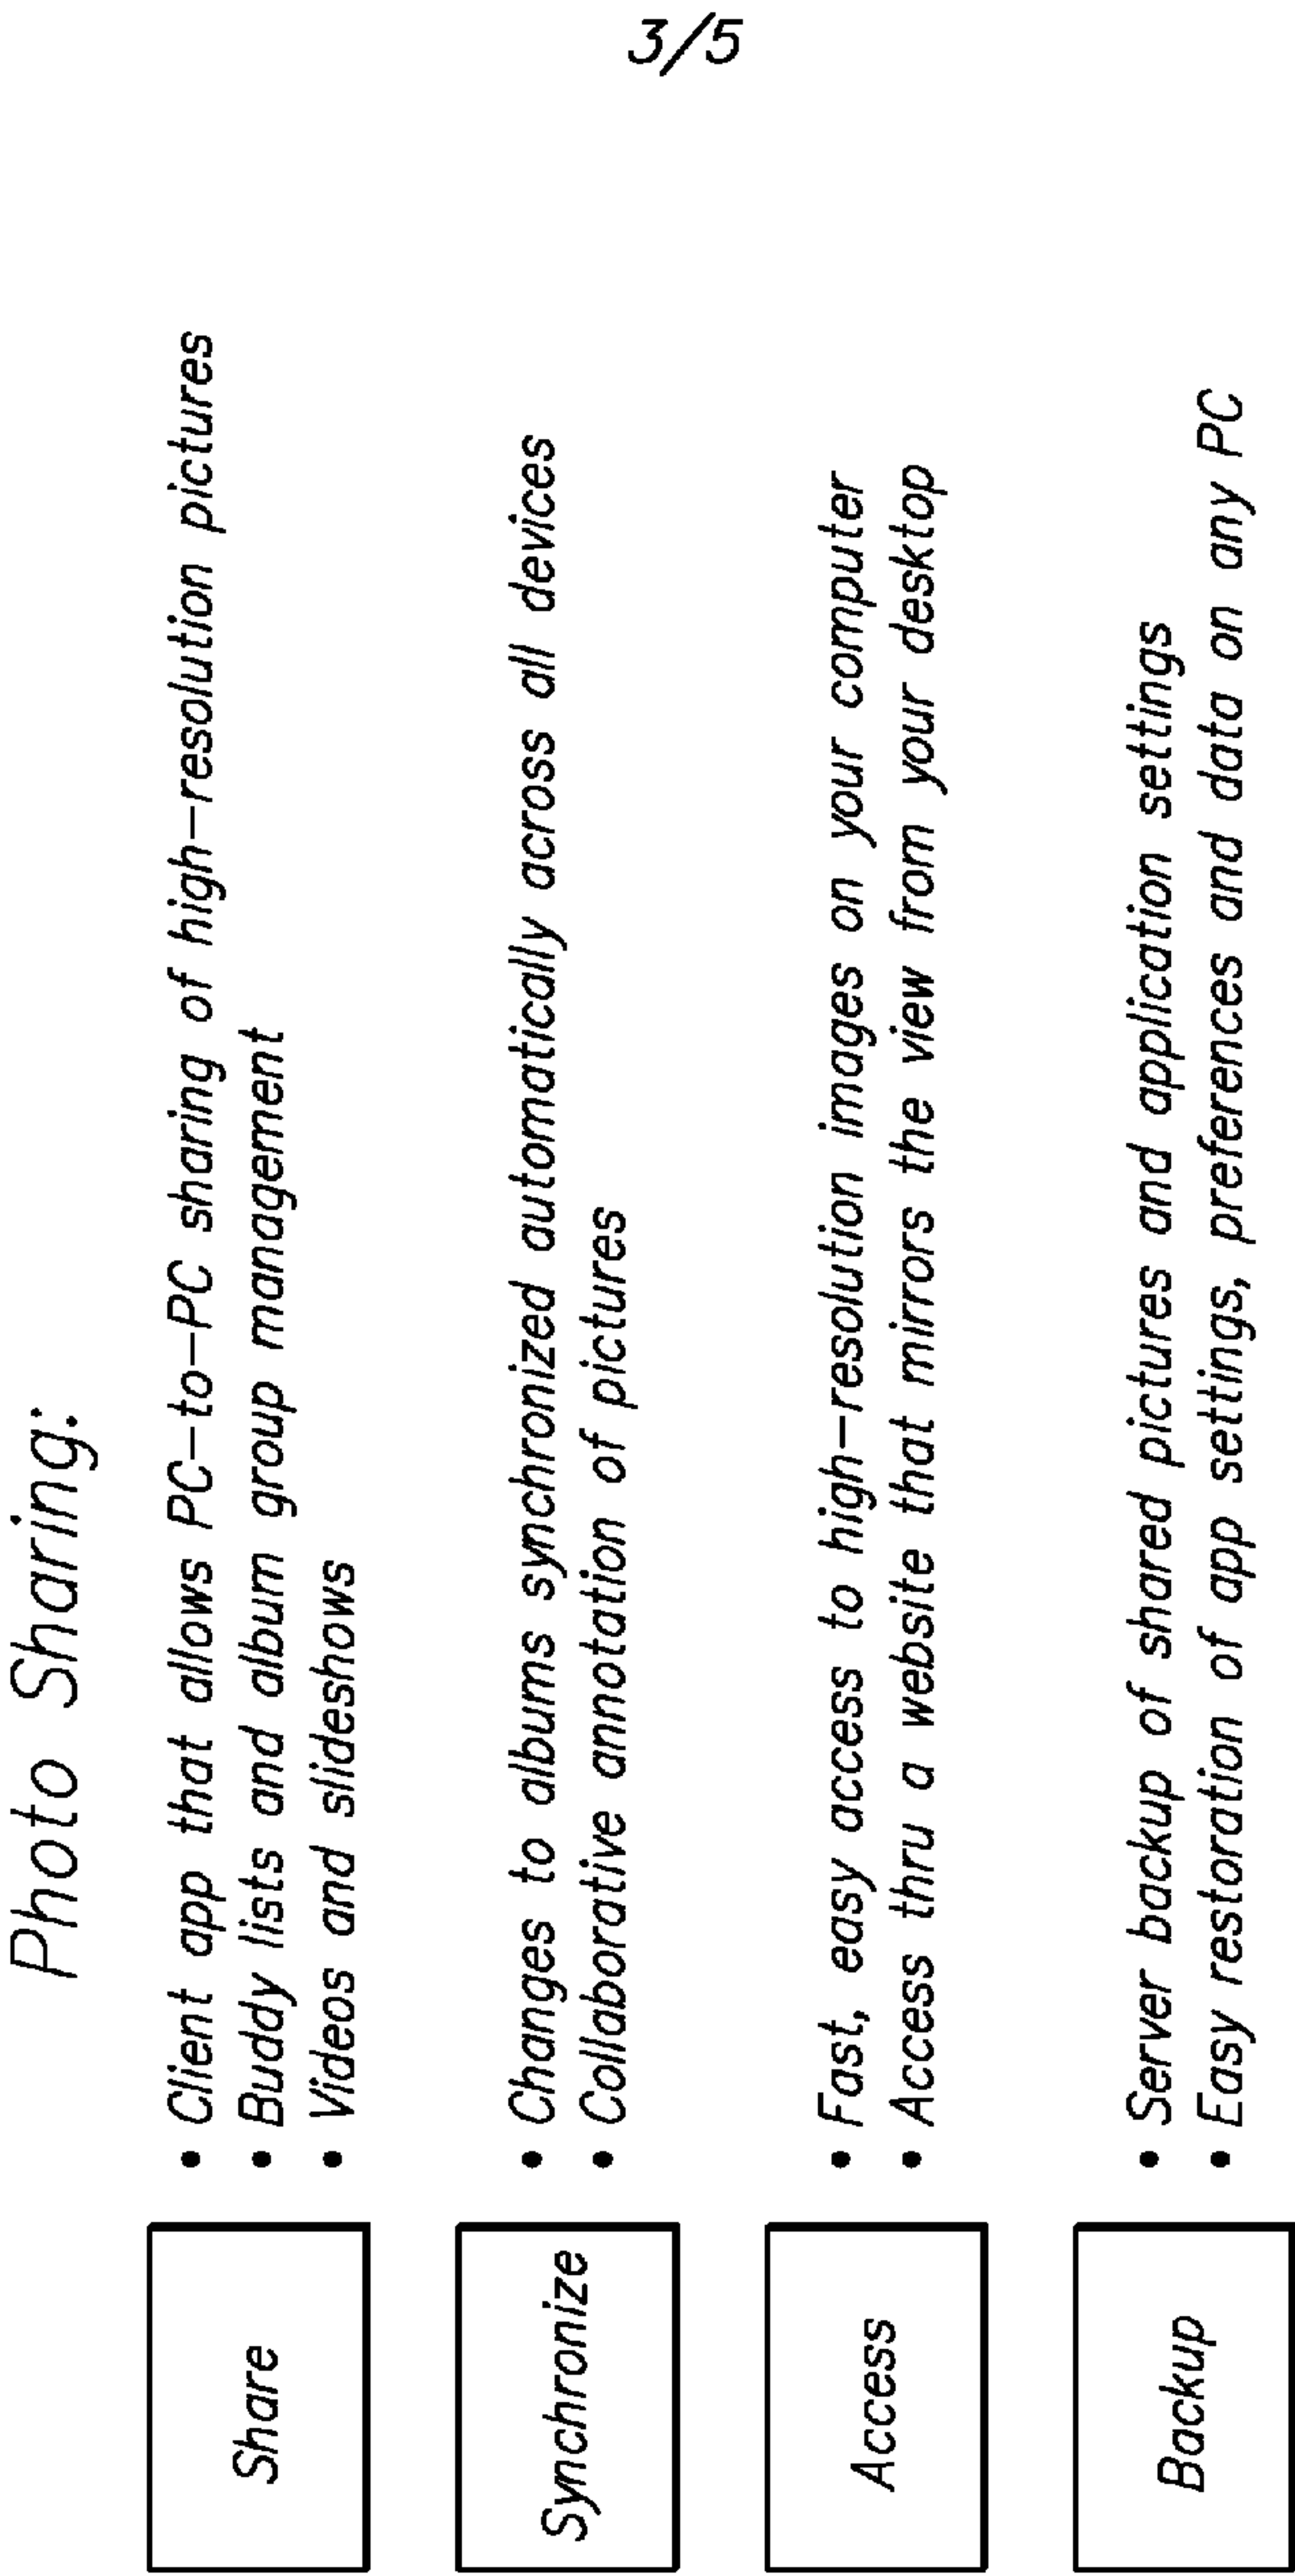 3/5
Photo Sharing:
Share
• Client app that allows PC-to-PC sharing of high-resolution pictures
• Buddy lists and album group management
• Videos and slideshows
Synchronize
• Changes to albums synchronized automatically across all devices
• Collaborative annotation of pictures
Access
• Fast, easy access to high-resolution images on your computer
• Access thru a website that mirrors the view from your desktop
Backup
• Server backup of shared pictures and application settings
• Easy restoration of app settings, preferences and data on any PC